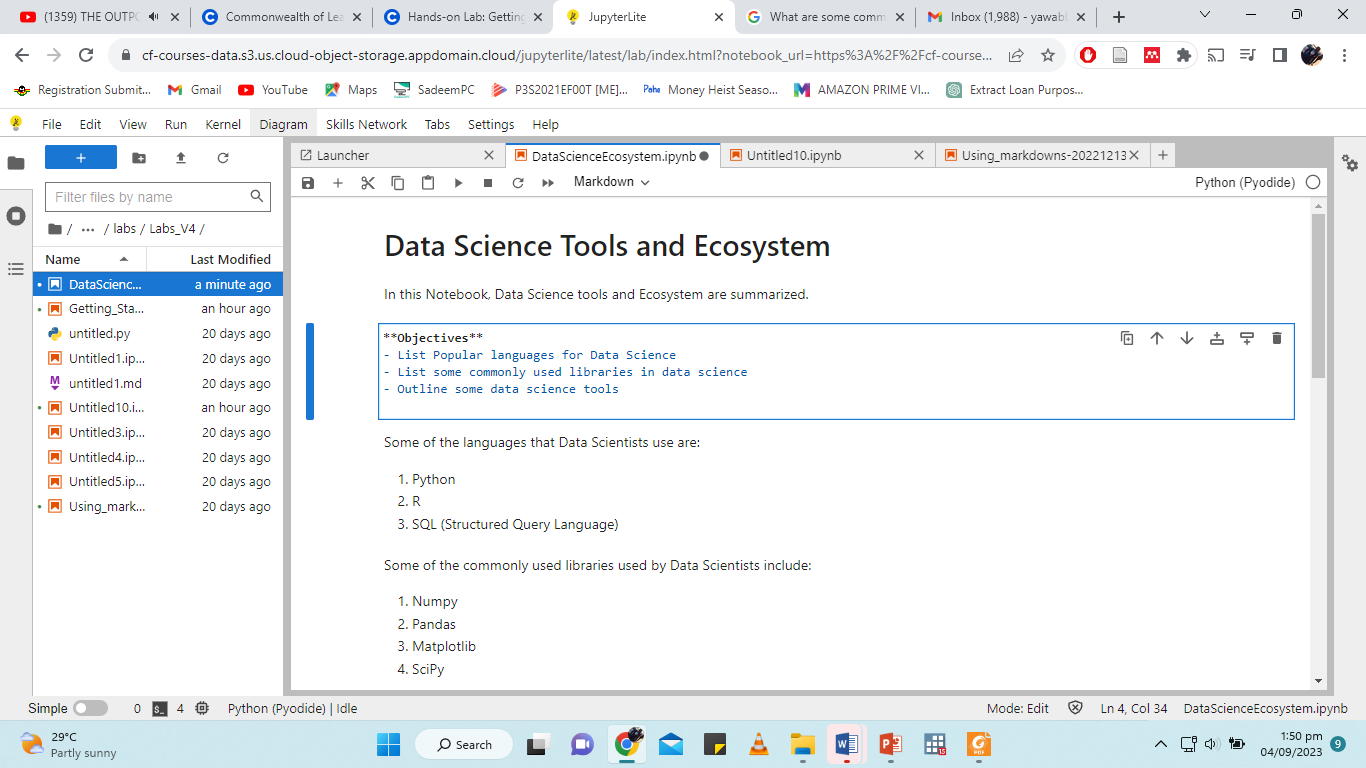 (1359) THE OUTPO
Commonwealth of Lea
Hands-on Lab: Getting
JupyterLite
What are some comm
Inbox (1,988) - yawabl
cf-courses-data.s3.us.cloud-object-storage.appdomain.cloud/jupyterlite/latest/lab/index.html?notebook_url=https%3A%2F%2Fcf-course...
Registration Submit...
Gmail
YouTube
Maps
SadeemPC
P3S2021EF00T [ME]...
Money Heist Seaso...
AMAZON PRIME VI...
Extract Loan Purpos...
File Edit View Run Kernel Diagram Skills Network Tabs Settings Help
Launcher
DataScienceEcosystem.ipynb
Untitled10.ipynb
Using_markdowns-20221213
Filter files by name
Markdown
Python (Pyodide)
/ ... / labs / Labs_V4 /
Name Last Modified
DataScienc... a minute ago
Getting_Sta... an hour ago
untitled.py 20 days ago
Untitled1.ip... 20 days ago
untitled1.md 20 days ago
Untitled10.i... an hour ago
Untitled3.ip... 20 days ago
Untitled4.ip... 20 days ago
Untitled5.ip... 20 days ago
Using_mark... 20 days ago
Data Science Tools and Ecosystem
In this Notebook, Data Science tools and Ecosystem are summarized.
**Objectives**
- List Popular languages for Data Science
- List some commonly used libraries in data science
- Outline some data science tools
Some of the languages that Data Scientists use are:
1. Python
2. R
3. SQL (Structured Query Language)
Some of the commonly used libraries used by Data Scientists include:
1. Numpy
2. Pandas
3. Matplotlib
4. SciPy
Simple 0 4 Python (Pyodide) | Idle
Mode: Edit Ln 4, Col 34 DataScienceEcosystem.ipynb
29°C
Partly sunny
Search
1:50 pm
04/09/2023
9